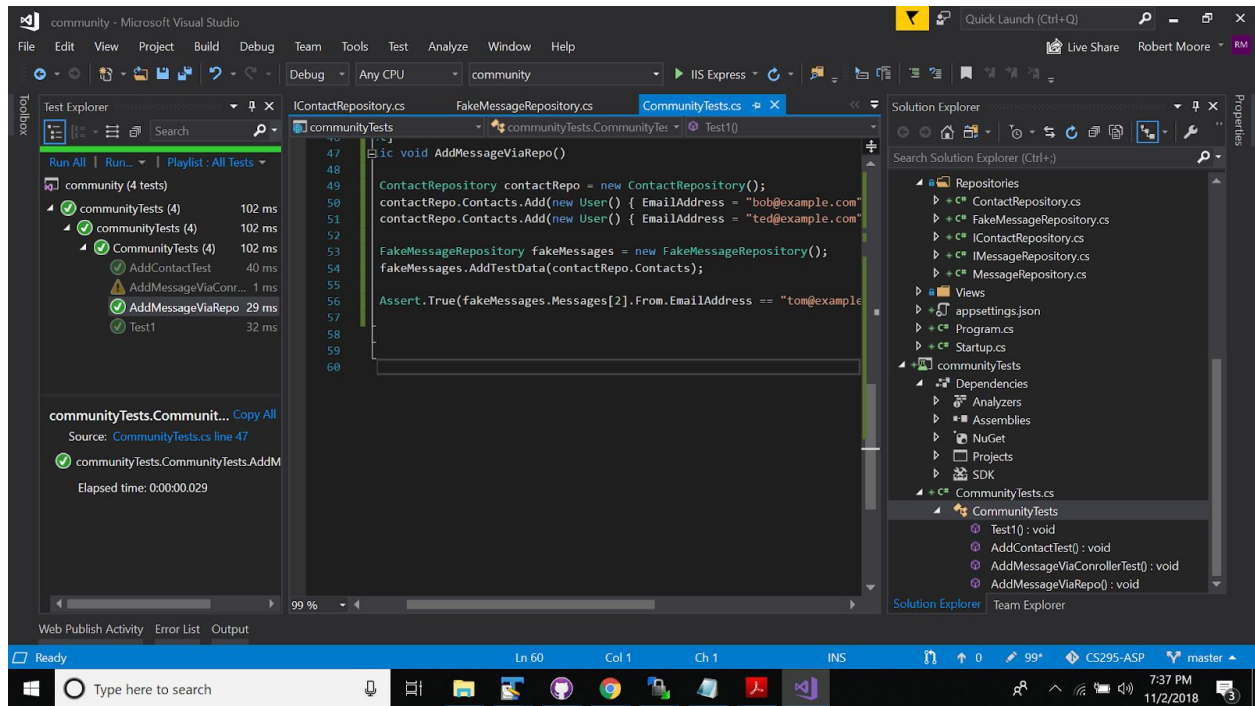 community - Microsoft Visual Studio
Quick Launch (Ctrl+Q)
File Edit View Project Build Debug Team Tools Test Analyze Window Help
Live Share Robert Moore RM
Debug Any CPU community IIS Express
Toolbox
Test Explorer
Search
Run All | Run... | Playlist : All Tests
community (4 tests)
communityTests (4) 102 ms
communityTests (4) 102 ms
CommunityTests (4) 102 ms
AddContactTest 40 ms
AddMessageViaConr... 1 ms
AddMessageViaRepo 29 ms
Test1 32 ms
communityTests.Communit... Copy All
Source: CommunityTests.cs line 47
communityTests.CommunityTests.AddM
Elapsed time: 0:00:00.029
IContactRepository.cs FakeMessageRepository.cs CommunityTests.cs
communityTests communityTests.CommunityTes Test1()
47 ic void AddMessageViaRepo()
48
49 ContactRepository contactRepo = new ContactRepository();
50 contactRepo.Contacts.Add(new User() { EmailAddress = "bob@example.com"
51 contactRepo.Contacts.Add(new User() { EmailAddress = "ted@example.com"
52
53 FakeMessageRepository fakeMessages = new FakeMessageRepository();
54 fakeMessages.AddTestData(contactRepo.Contacts);
55
56 Assert.True(fakeMessages.Messages[2].From.EmailAddress == "tom@example
57
58
59
60
99 %
Solution Explorer
Search Solution Explorer (Ctrl+;)
Repositories
+ C# ContactRepository.cs
+ C# FakeMessageRepository.cs
+ C# IContactRepository.cs
+ C# IMessageRepository.cs
+ C# MessageRepository.cs
Views
appsettings.json
+ C# Program.cs
+ C# Startup.cs
communityTests
Dependencies
Analyzers
Assemblies
NuGet
Projects
SDK
+ C# CommunityTests.cs
CommunityTests
Test1() : void
AddContactTest() : void
AddMessageViaConrollerTest() : void
AddMessageViaRepo() : void
Solution Explorer Team Explorer
Properties
Web Publish Activity Error List Output
Ready Ln 60 Col 1 Ch 1 INS 0 99* CS295-ASP master
Type here to search
7:37 PM
11/2/2018
3